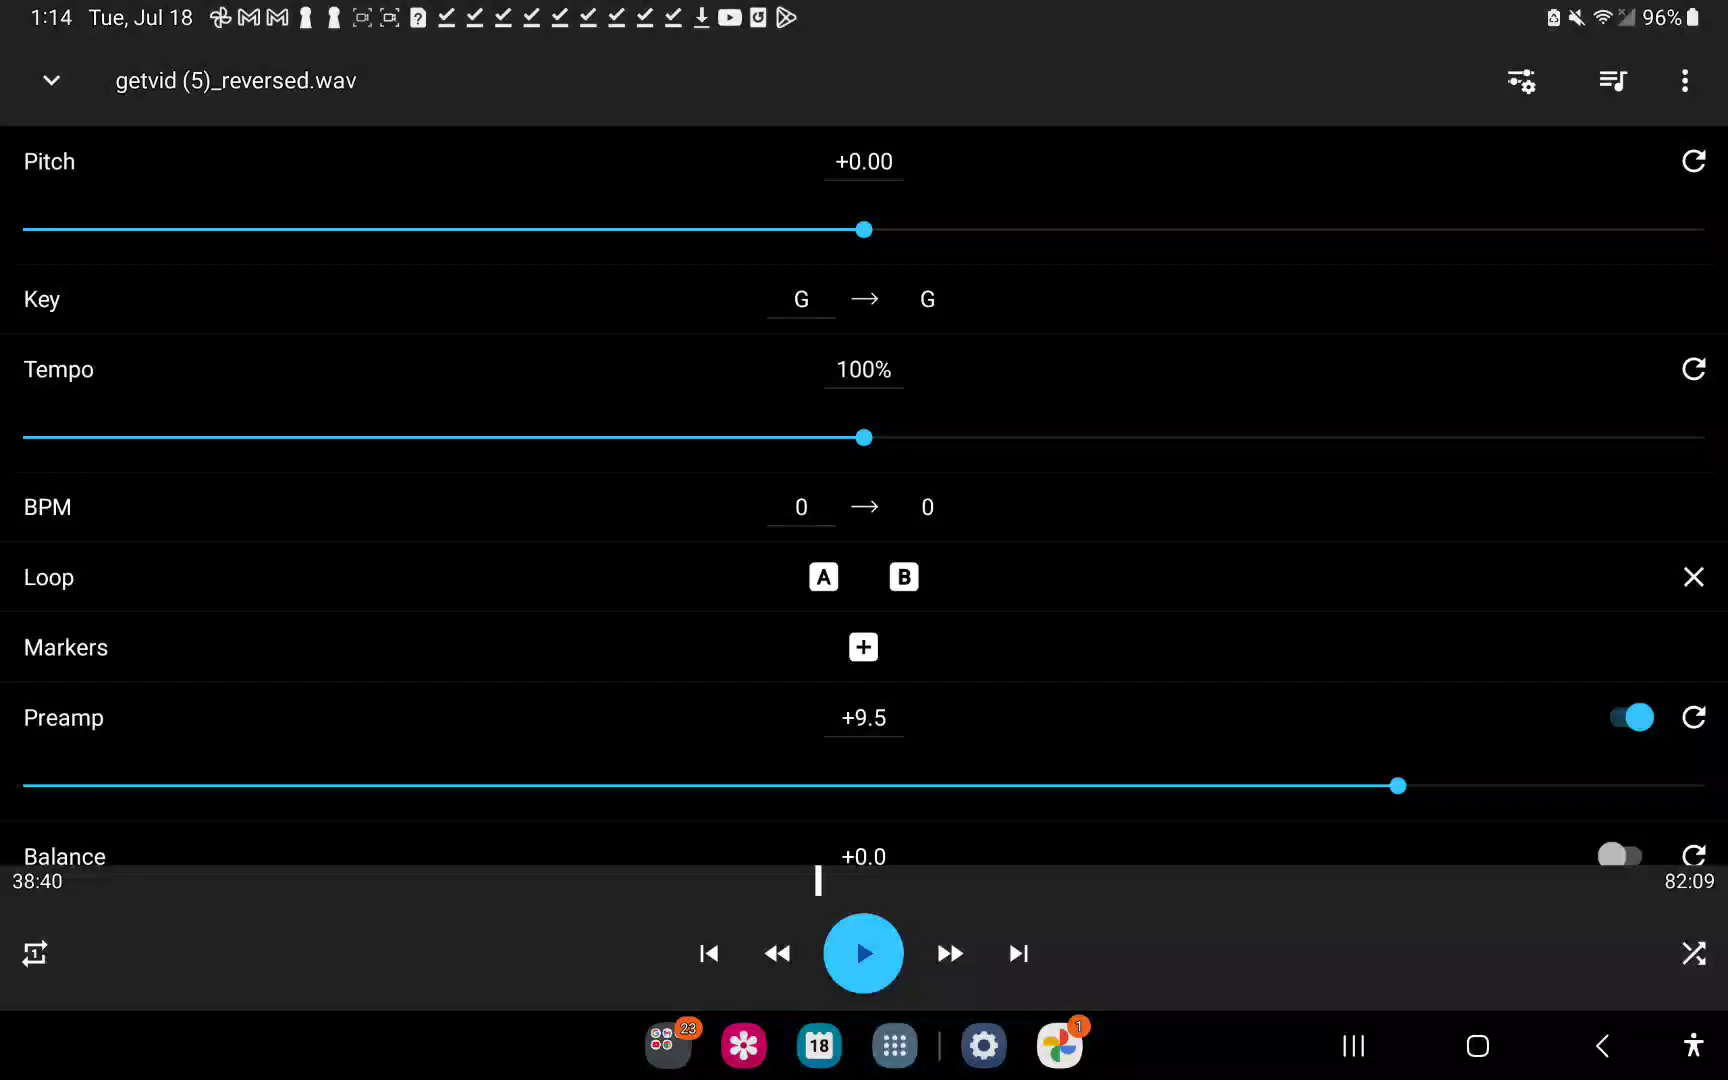 1:14 Tue, Jul 18 96%
getvid (5)_reversed.wav
Pitch +0.00
Key G → G
Tempo 100%
BPM 0 → 0
Loop A B
Markers
Preamp +9.5
Balance +0.0
38:40 82:09
1
23 18 1